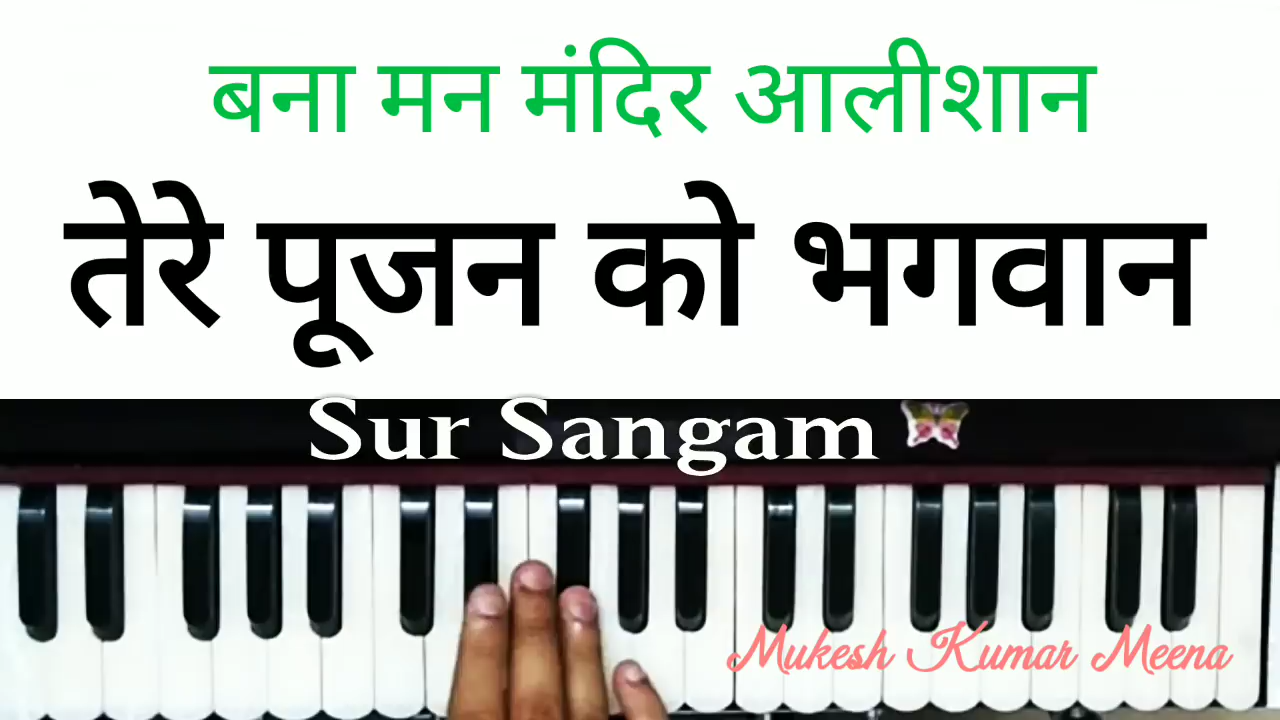 बना मन मंदिर आलीशान
तेरे पूजन को भगवान
Sur Sangam
Mukesh Kumar Meena